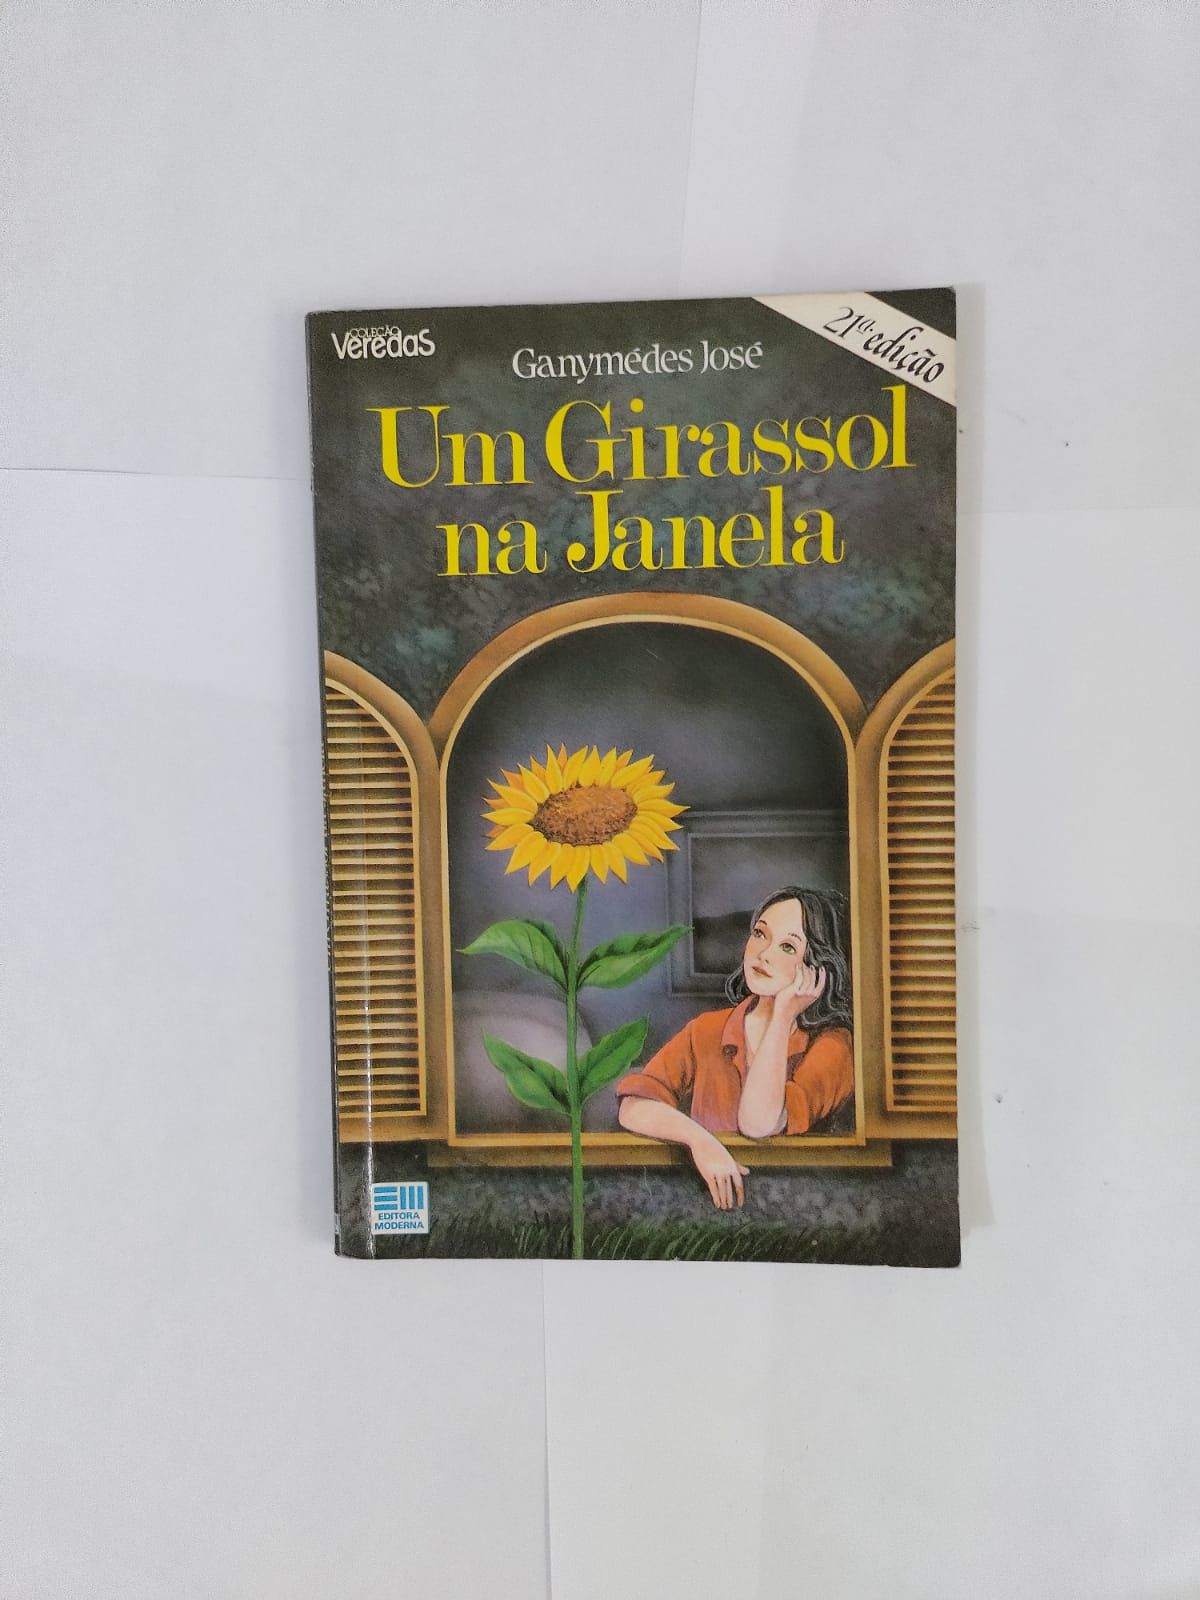 COLEÇÃO
VeredaS
Ganymédes José
21ª. edição
Um Girassol
na Janela
EDITORA
MODERNA